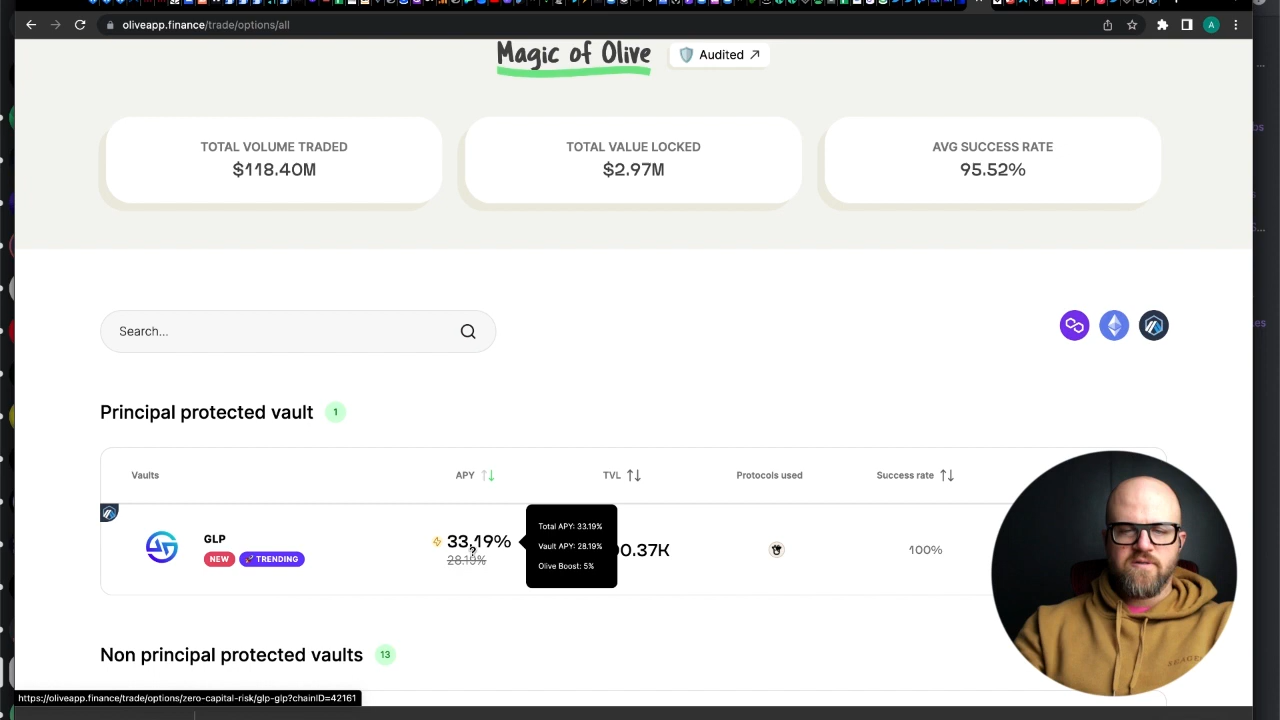 oliveapp.finance/trade/options/all
A
Magic of Olive
Audited
TOTAL VOLUME TRADED
$118.40M
TOTAL VALUE LOCKED
$2.97M
AVG SUCCESS RATE
95.52%
Search...
Principal protected vault 1
Vaults APY TVL Protocols used Success rate
GLP
NEW TRENDING
33.19%
28.19%
Total APY: 33.19%
Vault APY: 28.19%
Olive Boost: 5%
0.37K
100%
Non principal protected vaults 13
https://oliveapp.finance/trade/options/zero-capital-risk/glp-glp?chainID=42161